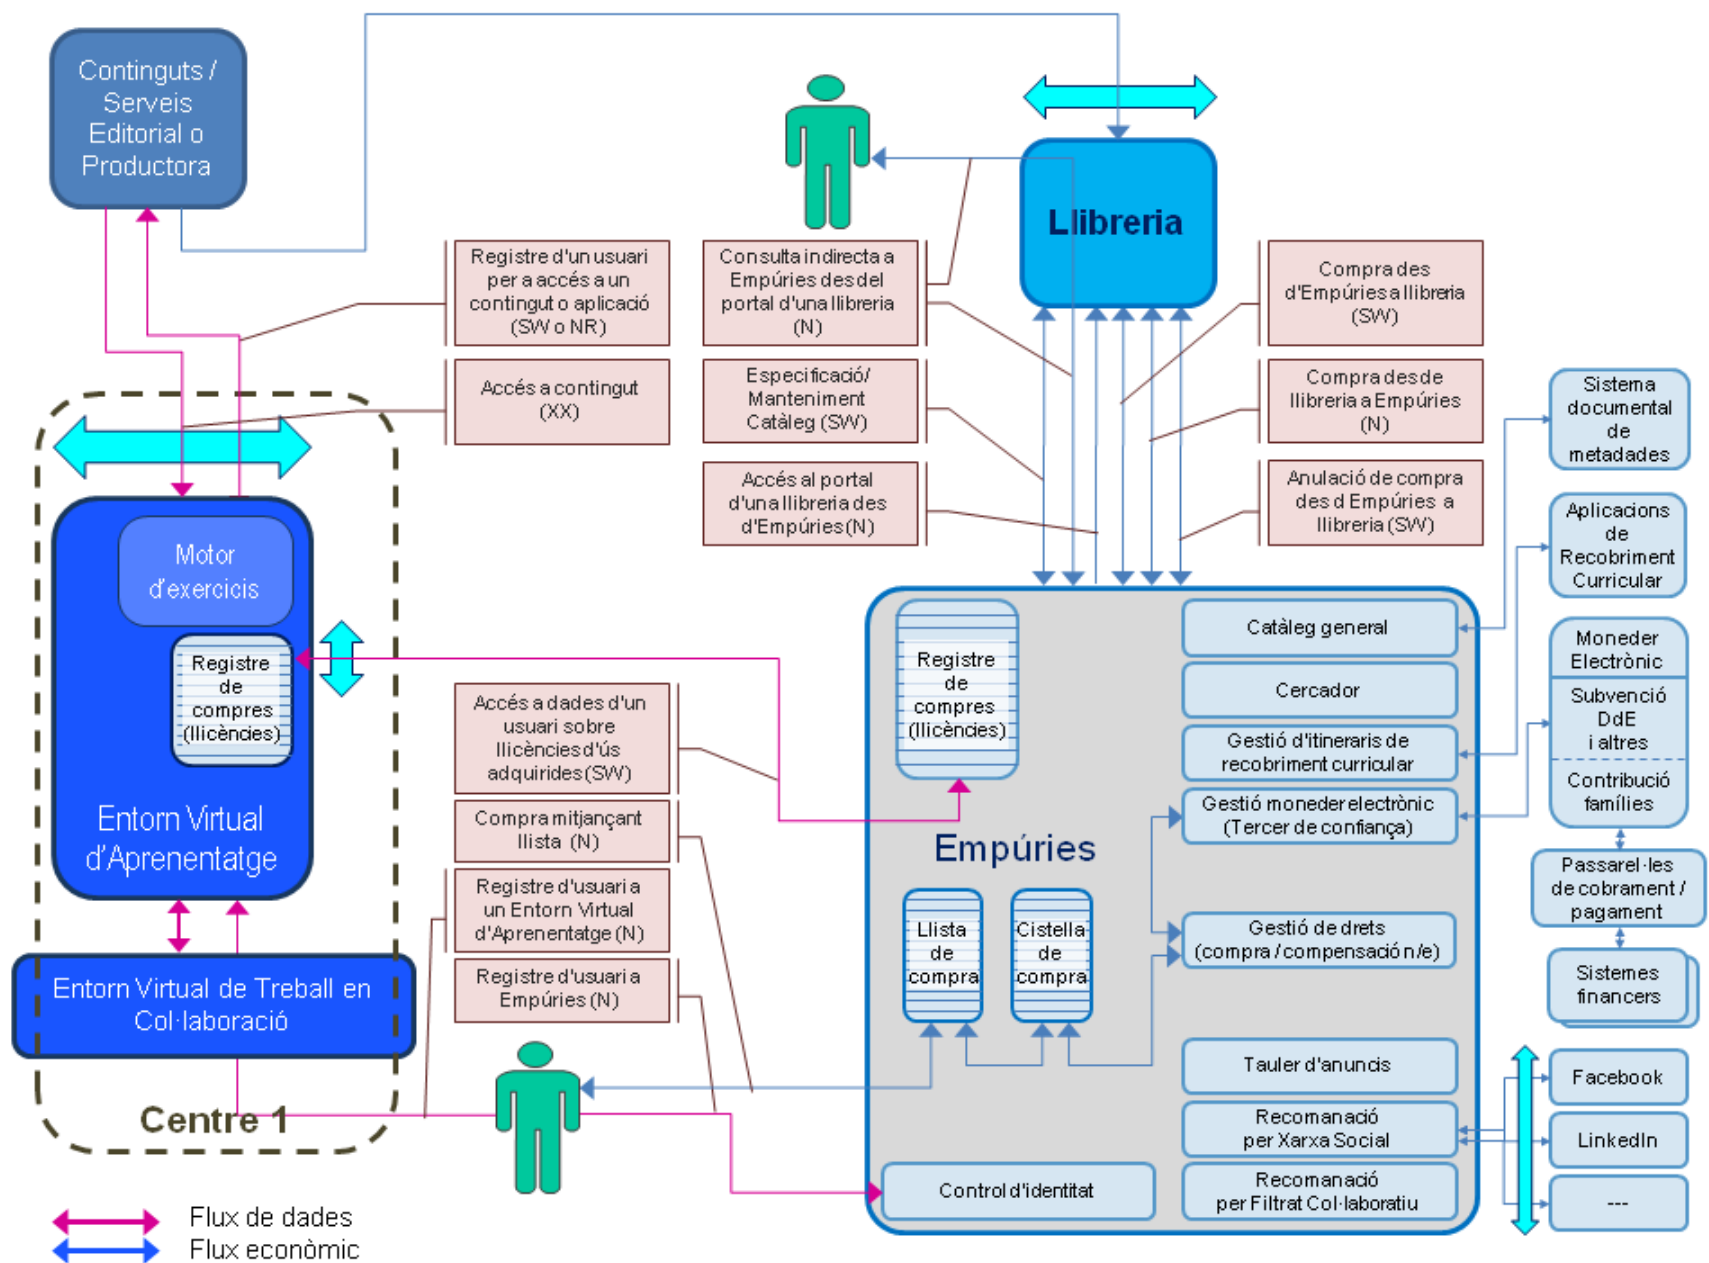 Continguts /
Serveis
Editorial o
Productora
Llibreria
Registre d'un usuari
per a accés a un
contingut o aplicació
(SW o NR)
Accés a contingut
(XX)
Consulta indirecta a
Empúries des del
portal d'una llibreria
(N)
Especificació/
Manteniment
Catàleg (SW)
Accés al portal
d'una llibreria des
d'Empúries (N)
Compra des
d'Empúries a llibreria
(SW)
Compra des de
llibreria a Empúries
(N)
Anulació de compra
des d Empúries a
llibreria (SW)
Sistema
documental
de
metadades
Aplicacions
de
Recobriment
Curricular
Moneder
Electrònic
Subvenció
DdE
i altres
Contribució
famílies
Passarel·les
de cobrament /
pagament
Sistemes
financers
Facebook
LinkedIn
---
Motor
d'exercicis
Registre
de
compres
(llicències)
Entorn Virtual
d'Aprenentatge
Entorn Virtual de Treball en
Col·laboració
Centre 1
Accés a dades d'un
usuari sobre
llicències d'ús
adquirides (SW)
Compra mitjançant
llista (N)
Registre d'usuari a
un Entorn Virtual
d'Aprenentatge (N)
Registre d'usuari a
Empúries (N)
Registre
de
compres
(llicències)
Empúries
Llista
de
compra
Cistella
de
compra
Control d'identitat
Catàleg general
Cercador
Gestió d'itineraris de
recobriment curricular
Gestió moneder electrònic
(Tercer de confiança)
Gestió de drets
(compra / compensació n/e)
Tauler d'anuncis
Recomanació
per Xarxa Social
Recomanació
per Filtrat Col·laboratiu
Flux de dades
Flux econòmic